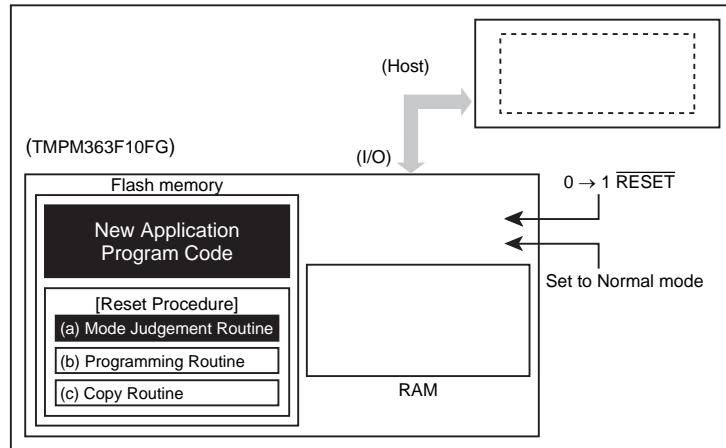 (Host)
(TMPM363F10FG)
(I/O)
Flash memory
0 → 1 RESET
New Application
Program Code
Set to Normal mode
[Reset Procedure]
(a) Mode Judgement Routine
(b) Programming Routine
(c) Copy Routine
RAM